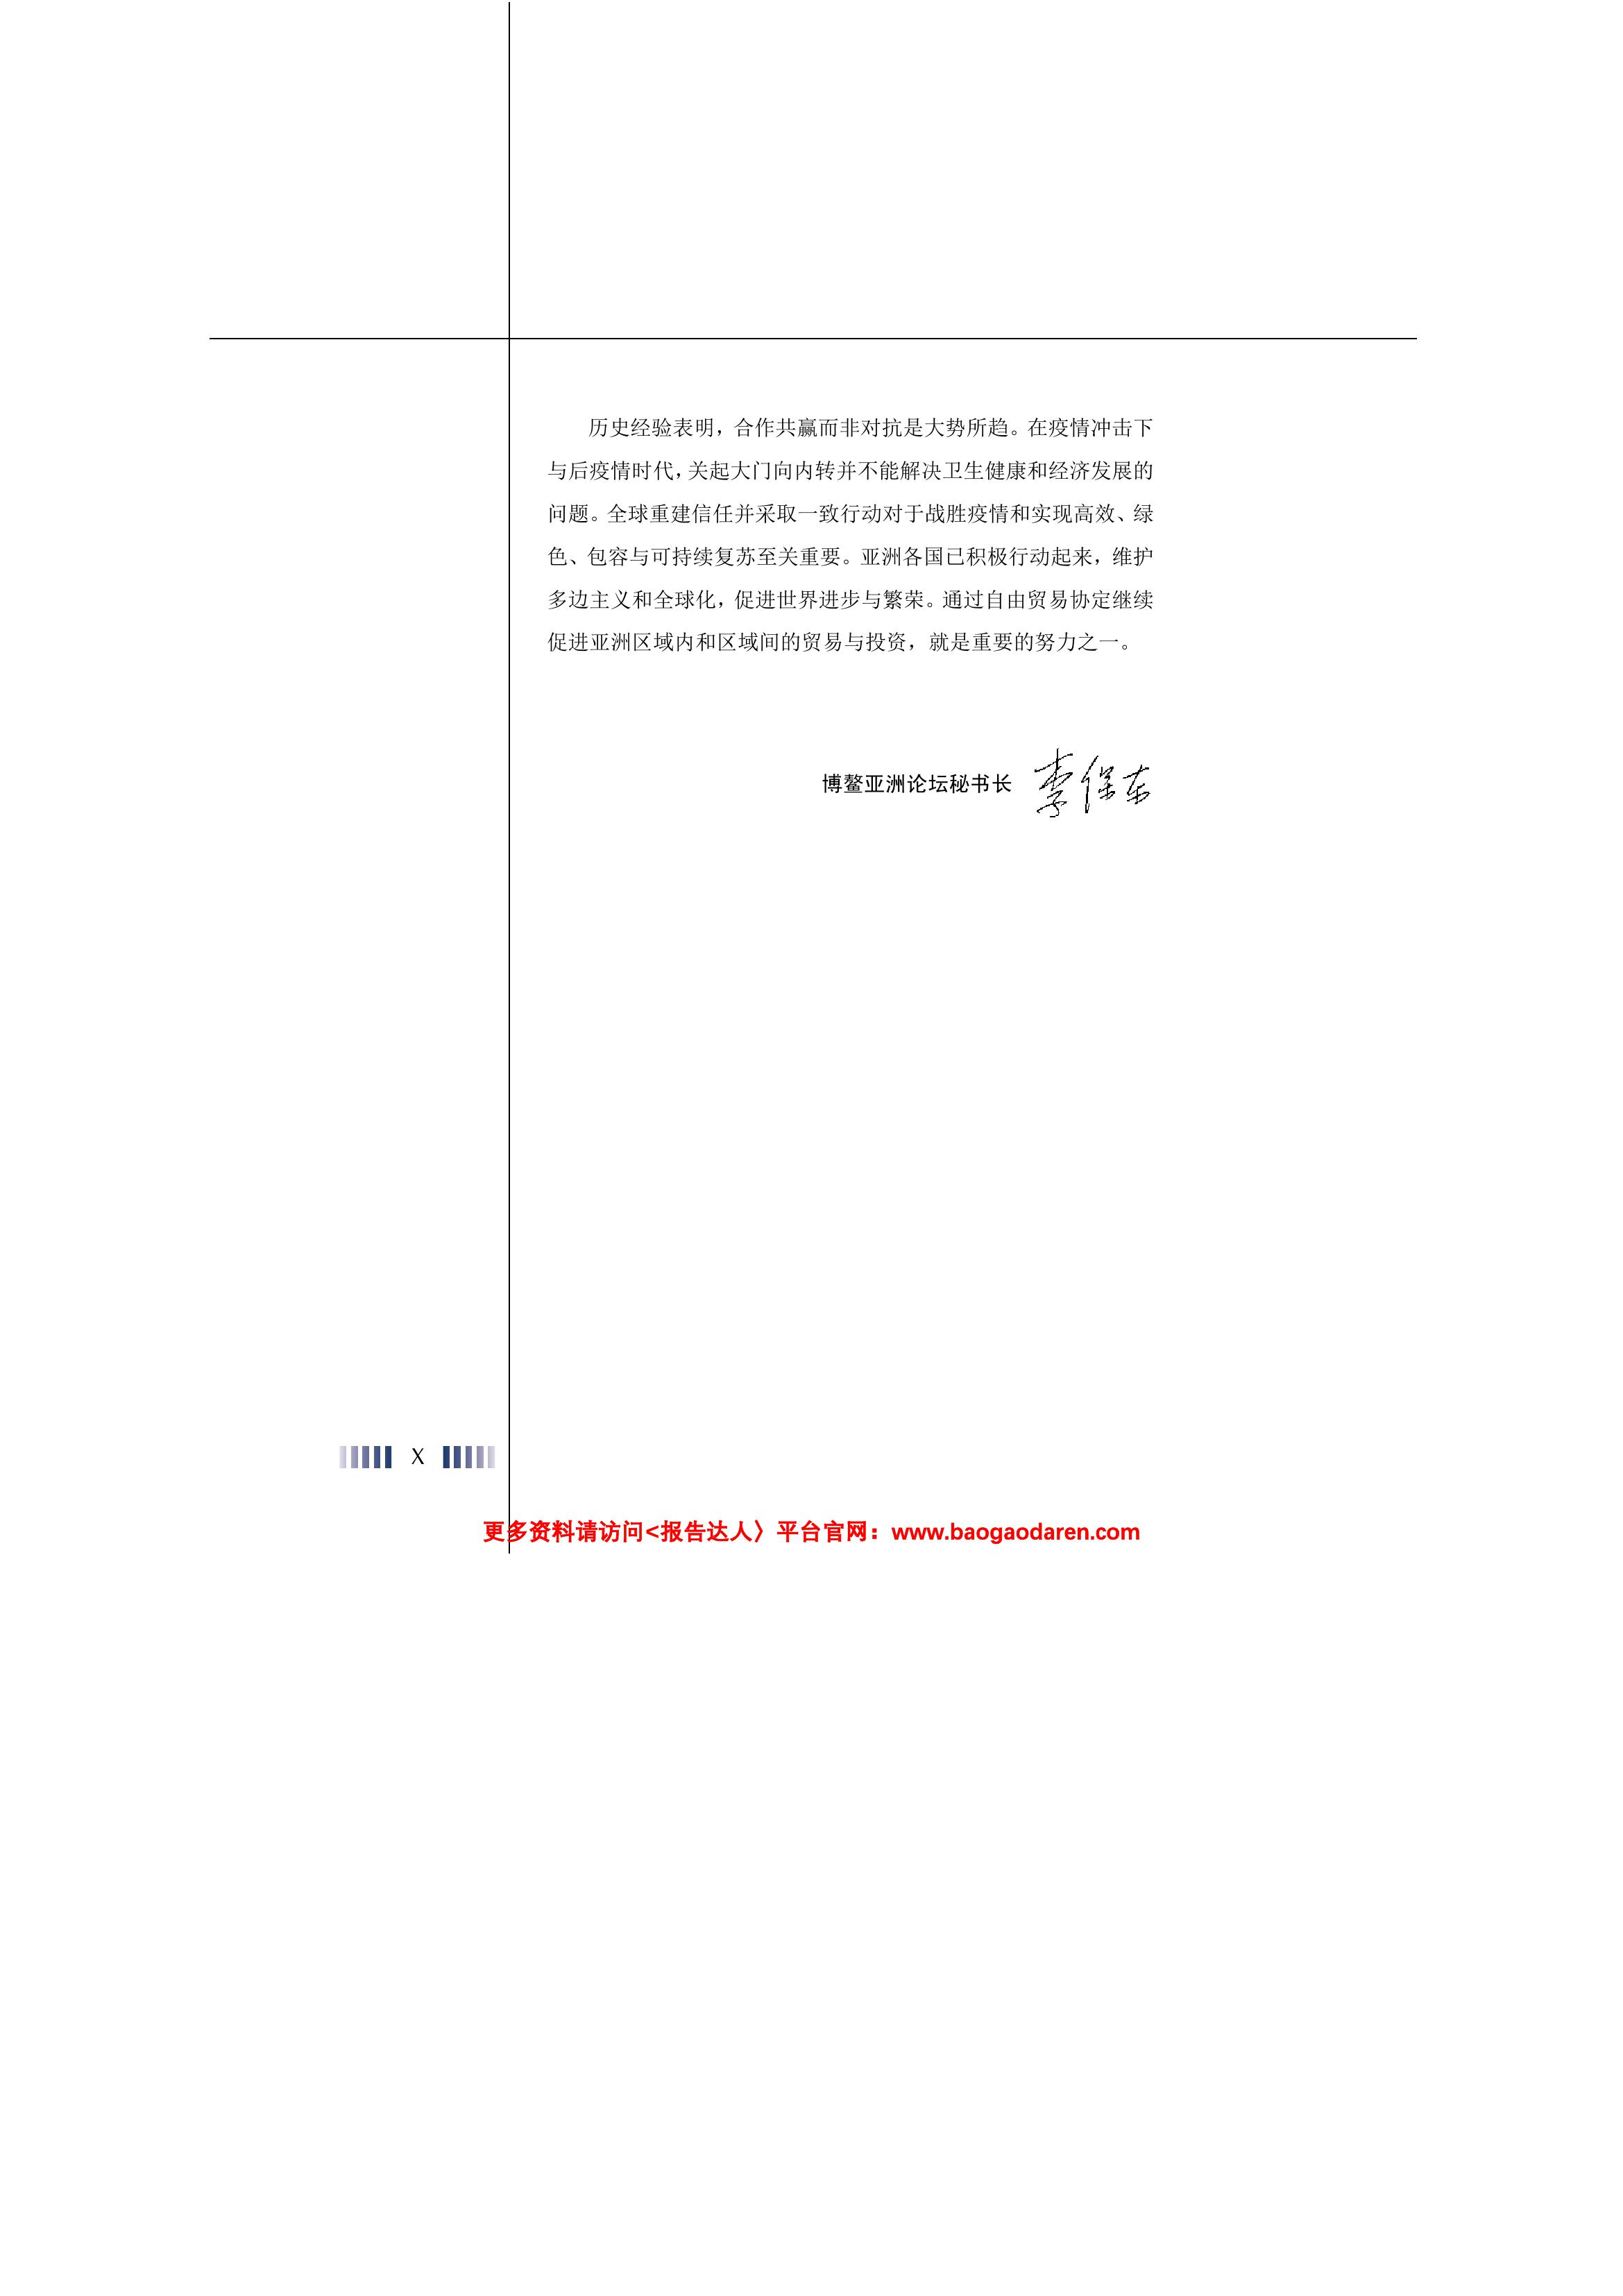 历史经验表明，合作共赢而非对抗是大势所趋。在疫情冲击下
与后疫情时代，关起大门向内转并不能解决卫生健康和经济发展的
问题。全球重建信任并采取一致行动对于战胜疫情和实现高效、绿
色、包容与可持续复苏至关重要。亚洲各国已积极行动起来，维护
多边主义和全球化，促进世界进步与繁荣。通过自由贸易协定继续
促进亚洲区域内和区域间的贸易与投资，就是重要的努力之一。
博鳌亚洲论坛秘书长 李保东
X
更多资料请访问<报告达人〉平台官网：www.baogaodaren.com